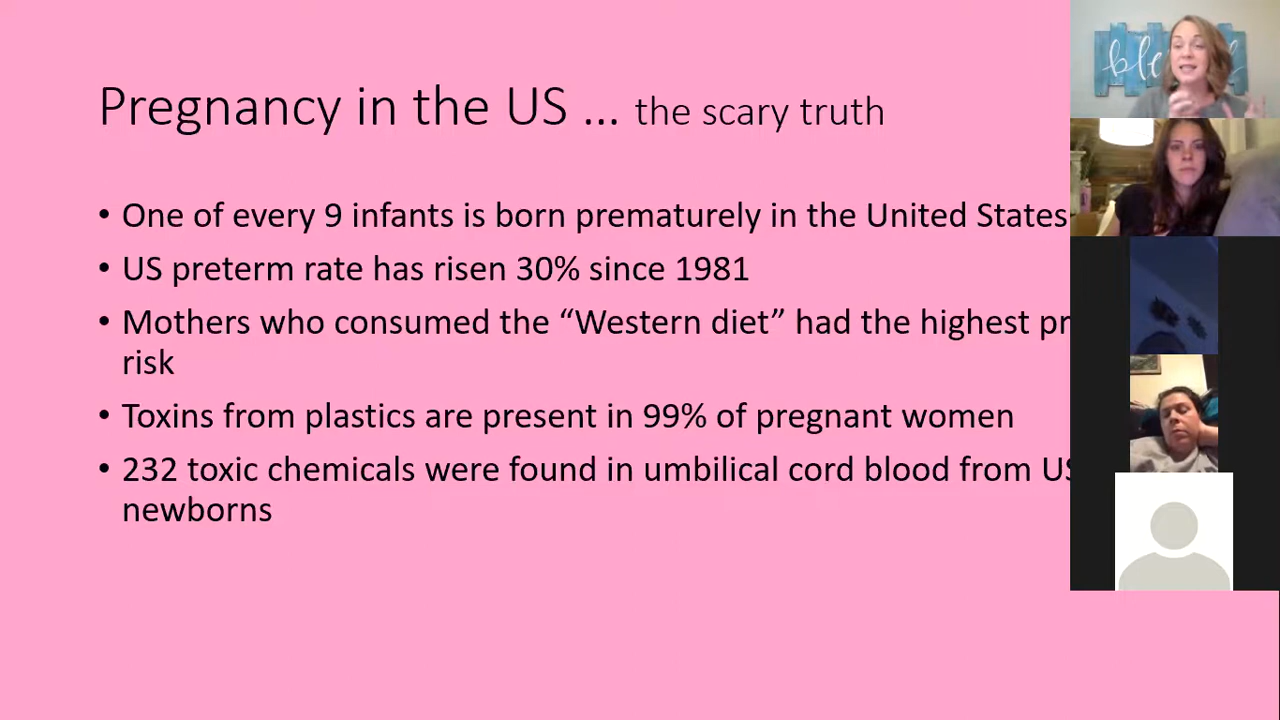 Pregnancy in the US ... the scary truth
• One of every 9 infants is born prematurely in the United States
• US preterm rate has risen 30% since 1981
• Mothers who consumed the “Western diet” had the highest
risk
• Toxins from plastics are present in 99% of pregnant women
• 232 toxic chemicals were found in umbilical cord blood from US
newborns